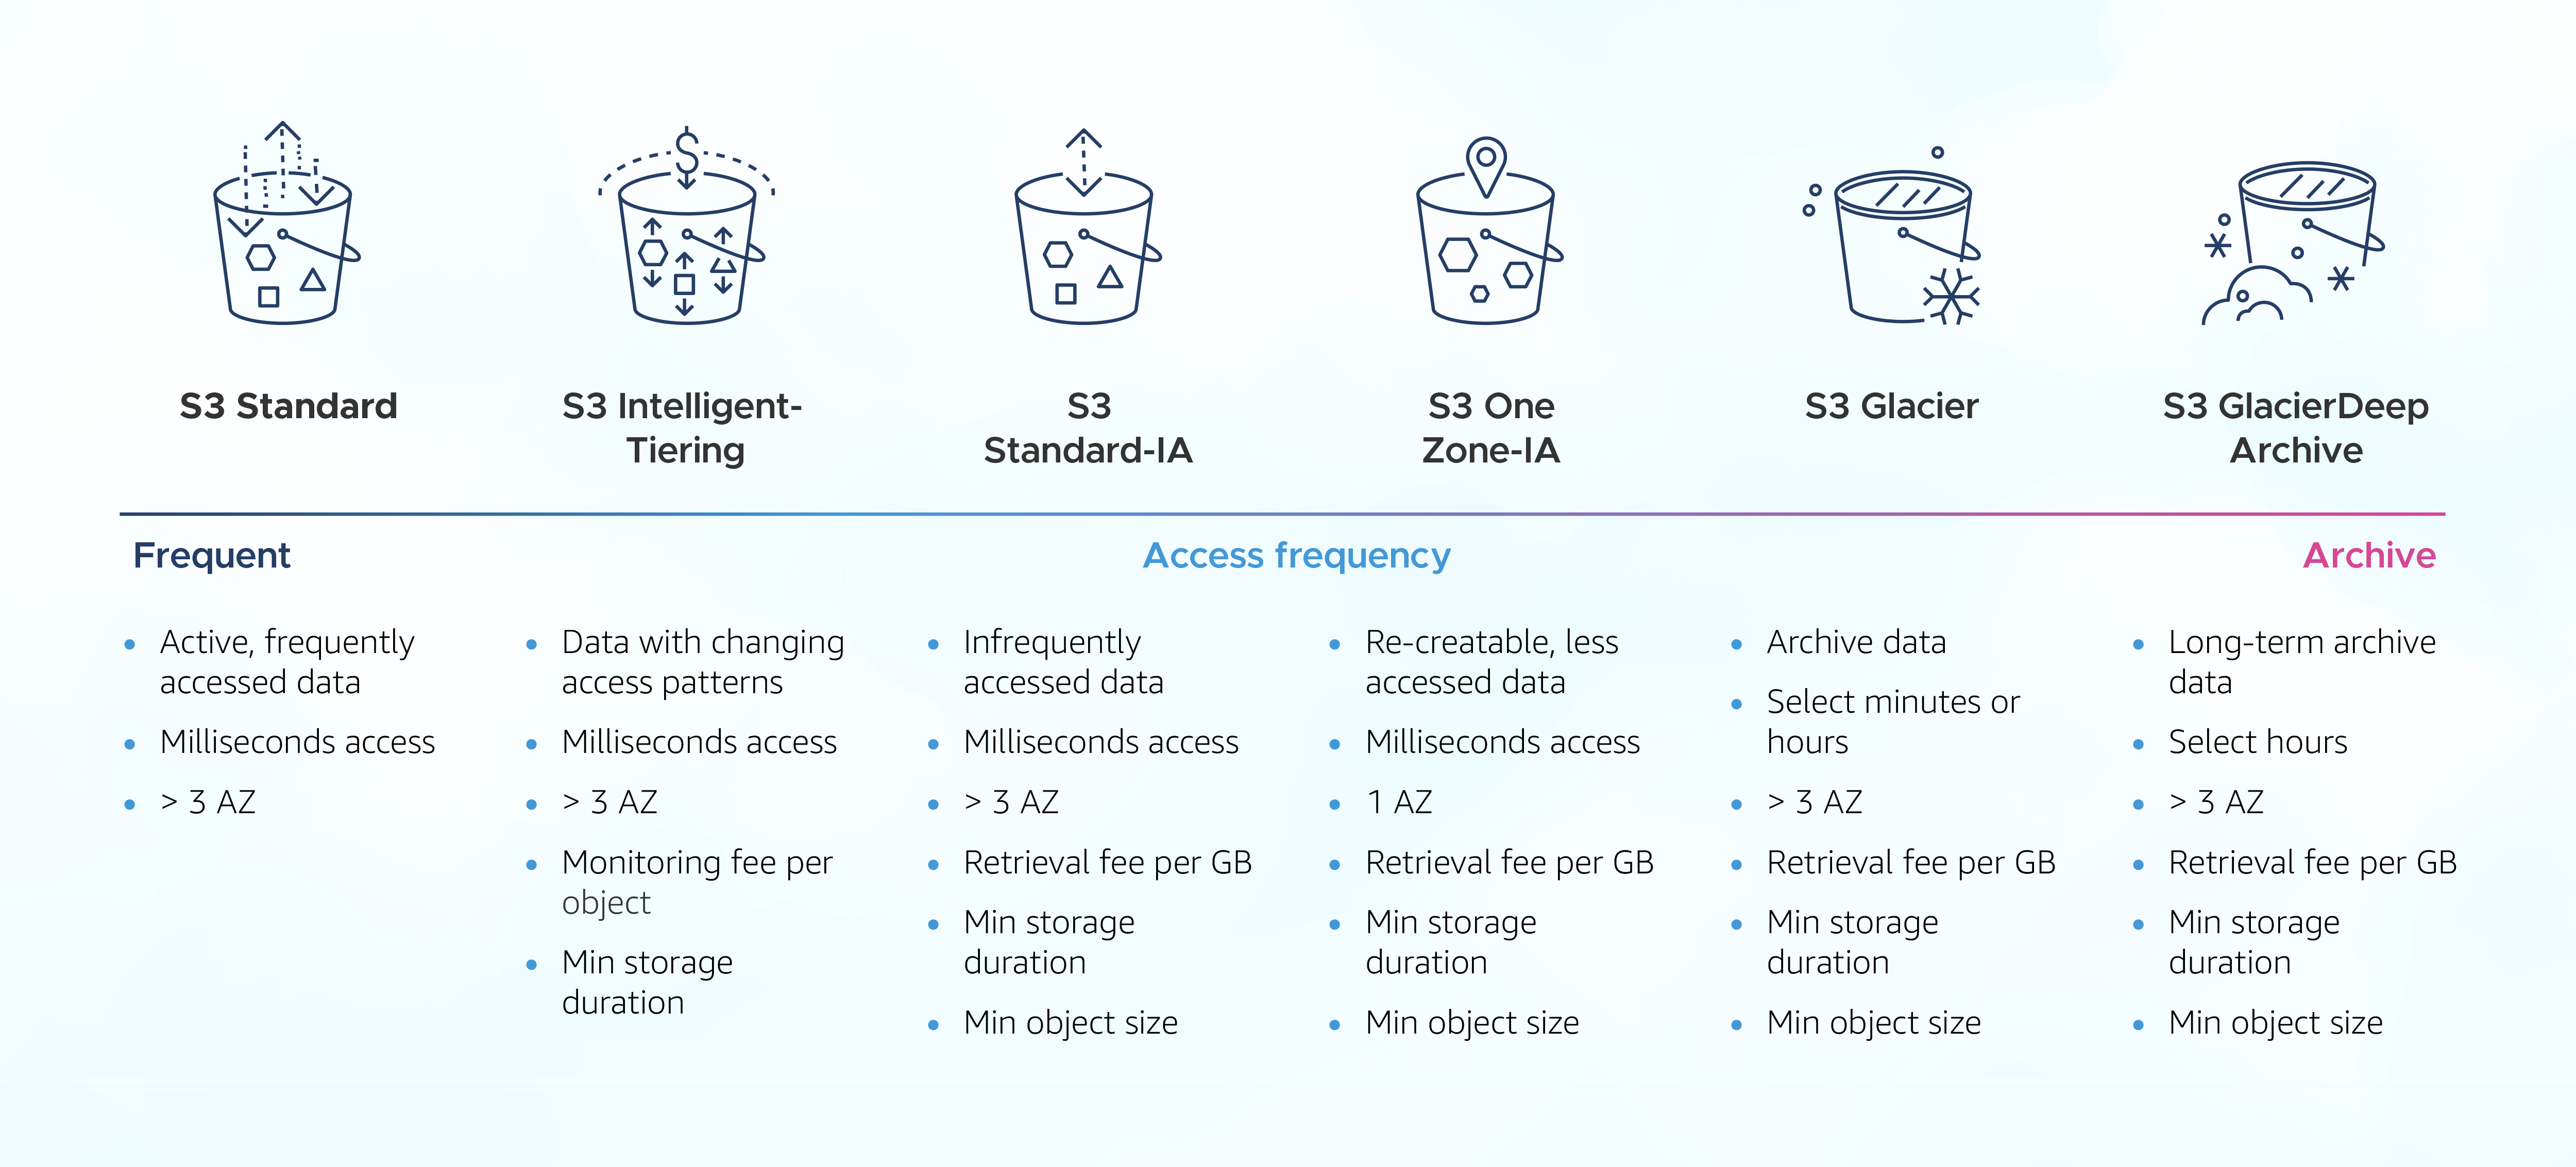 S3 Standard
S3 Intelligent-
Tiering
S3
Standard-IA
S3 One
Zone-IA
S3 Glacier
S3 GlacierDeep
Archive
Frequent
Access frequency
Archive
• Active, frequently
accessed data
• Milliseconds access
• > 3 AZ
• Data with changing
access patterns
• Milliseconds access
• > 3 AZ
• Monitoring fee per
object
• Min storage
duration
• Infrequently
accessed data
• Milliseconds access
• > 3 AZ
• Retrieval fee per GB
• Min storage
duration
• Min object size
• Re-creatable, less
accessed data
• Milliseconds access
• 1 AZ
• Retrieval fee per GB
• Min storage
duration
• Min object size
• Archive data
• Select minutes or
hours
• > 3 AZ
• Retrieval fee per GB
• Min storage
duration
• Min object size
• Long-term archive
data
• Select hours
• > 3 AZ
• Retrieval fee per GB
• Min storage
duration
• Min object size